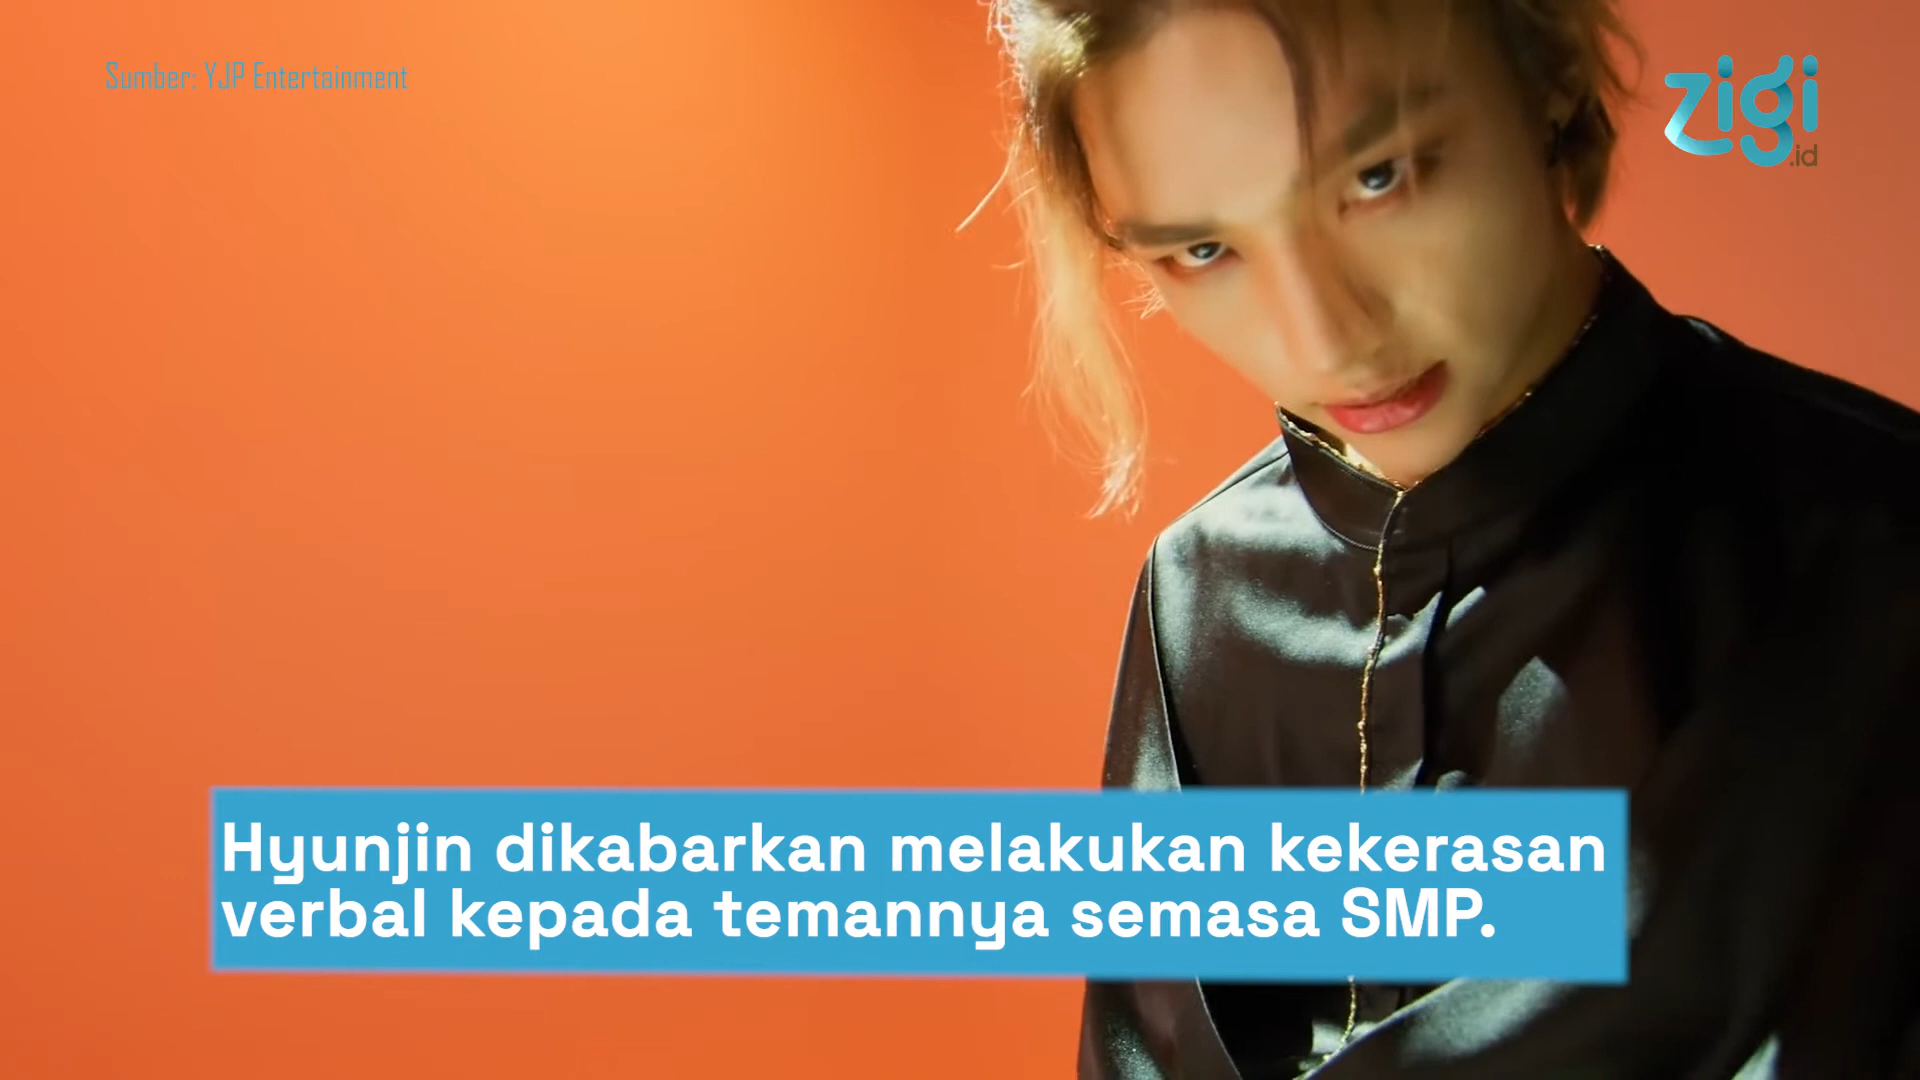 Sumber: YJP Entertainment
zigi
.id
Hyunjin dikabarkan melakukan kekerasan
verbal kepada temannya semasa SMP.